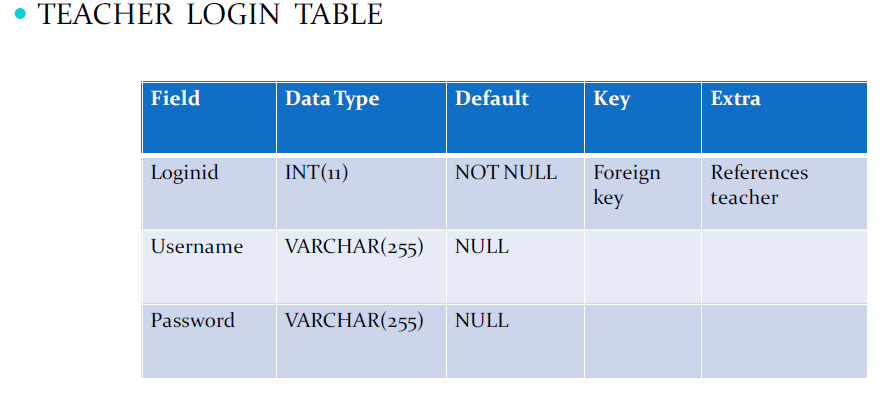 • TEACHER LOGIN TABLE
Field Data Type Default Key Extra
Loginid INT(11) NOT NULL Foreign key References teacher
Username VARCHAR(255) NULL
Password VARCHAR(255) NULL